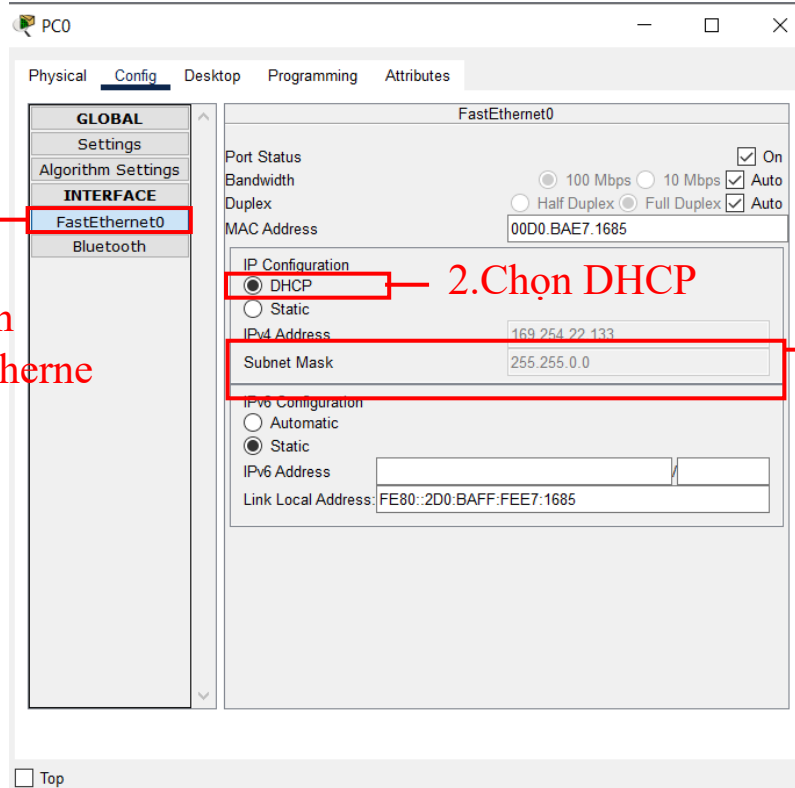 PC0
Physical Config Desktop Programming Attributes
GLOBAL
Settings
Algorithm Settings
INTERFACE
FastEthernet0
Bluetooth
FastEthernet0
Port Status On
Bandwidth 100 Mbps 10 Mbps Auto
Duplex Half Duplex Full Duplex Auto
MAC Address 00D0.BAE7.1685
IP Configuration
DHCP
2.Chọn DHCP
Static
IPv4 Address 169.254.22.133
Subnet Mask 255.255.0.0
n
herne
IPv6 Configuration
Automatic
Static
IPv6 Address /
Link Local Address: FE80::2D0:BAFF:FEE7:1685
Top